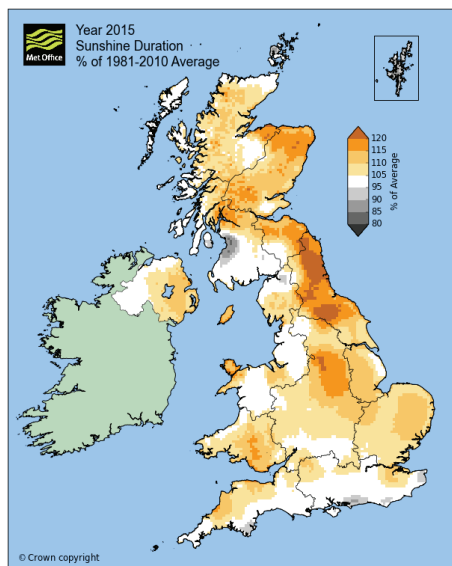 Met Office
Year 2015
Sunshine Duration
% of 1981-2010 Average
120
115
110
105
95
90
85
80
% of Average
© Crown copyright